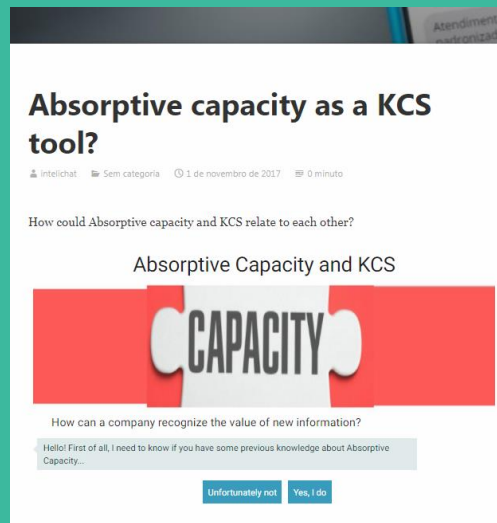 Atendiment
padronizad
Absorptive capacity as a KCS
tool?
intelichat Sem categoria 1 de novembro de 2017 0 minuto
How could Absorptive capacity and KCS relate to each other?
Absorptive Capacity and KCS
CAPACITY
How can a company recognize the value of new information?
Hello! First of all, I need to know if you have some previous knowledge about Absorptive
Capacity...
Unfortunately not Yes, I do